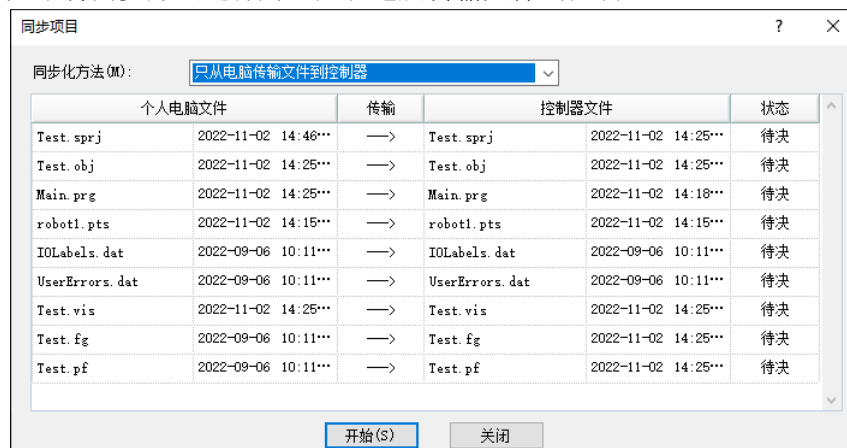 同步项目 ?
同步化方法(M): 只从电脑传输文件到控制器
个人电脑文件 传输 控制器文件 状态
Test.sprj 2022-11-02 14:46… ——> Test.sprj 2022-11-02 14:25… 待决
Test.obj 2022-11-02 14:25… ——> Test.obj 2022-11-02 14:25… 待决
Main.prg 2022-11-02 14:25… ——> Main.prg 2022-11-02 14:18… 待决
robot1.pts 2022-11-02 14:15… ——> robot1.pts 2022-11-02 14:15… 待决
IOLabels.dat 2022-09-06 10:11… ——> IOLabels.dat 2022-09-06 10:11… 待决
UserErrors.dat 2022-09-06 10:11… ——> UserErrors.dat 2022-09-06 10:11… 待决
Test.vis 2022-11-02 14:25… ——> Test.vis 2022-11-02 14:25… 待决
Test.fg 2022-09-06 10:11… ——> Test.fg 2022-11-02 14:25… 待决
Test.pf 2022-09-06 10:11… ——> Test.pf 2022-11-02 14:25… 待决
开始(S) 关闭